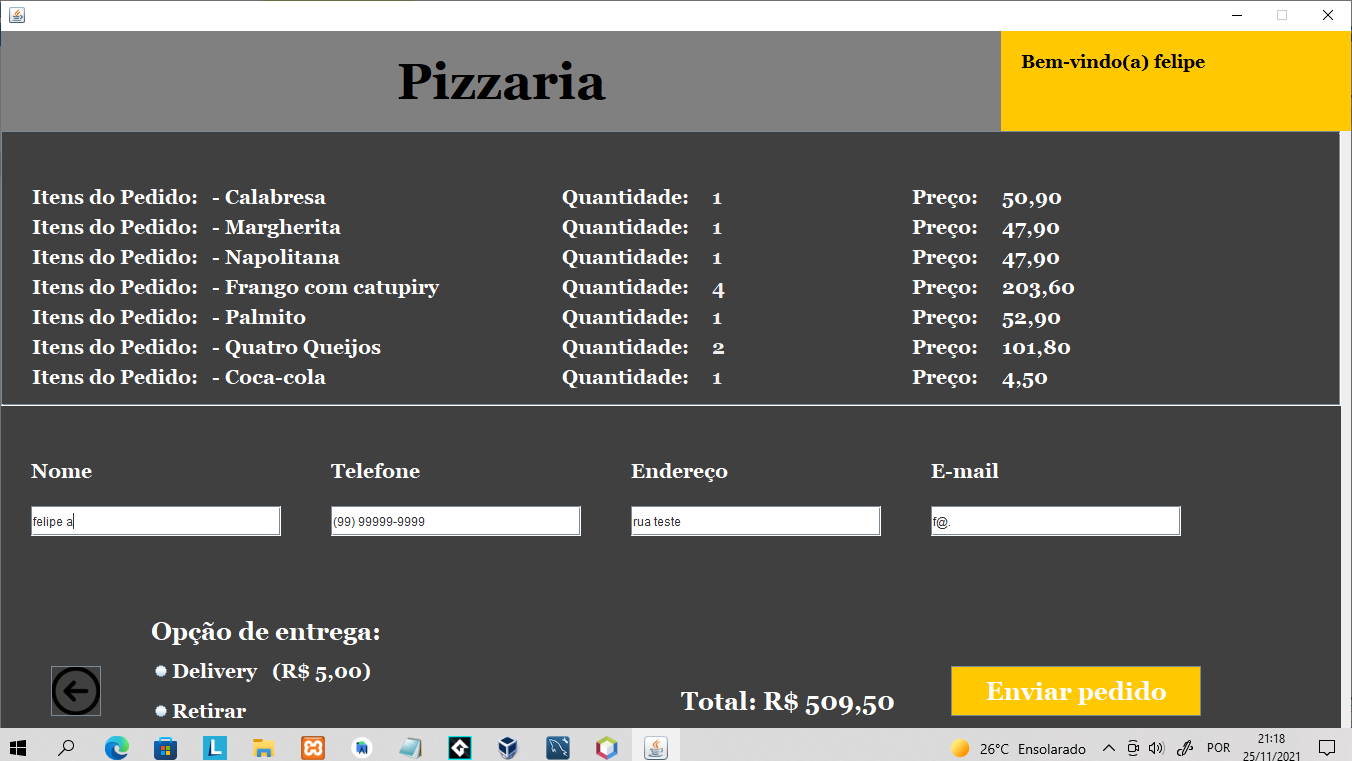 Pizzaria
Bem-vindo(a) felipe
Itens do Pedido: - Calabresa Quantidade: 1 Preço: 50,90
Itens do Pedido: - Margherita Quantidade: 1 Preço: 47,90
Itens do Pedido: - Napolitana Quantidade: 1 Preço: 47,90
Itens do Pedido: - Frango com catupiry Quantidade: 4 Preço: 203,60
Itens do Pedido: - Palmito Quantidade: 1 Preço: 52,90
Itens do Pedido: - Quatro Queijos Quantidade: 2 Preço: 101,80
Itens do Pedido: - Coca-cola Quantidade: 1 Preço: 4,50
Nome Telefone Endereço E-mail
felipe a (99) 99999-9999 rua teste f@.
Opção de entrega:
Delivery (R$ 5,00)
Retirar
Total: R$ 509,50
Enviar pedido
L
26°C Ensolarado
POR
21:18
25/11/2021